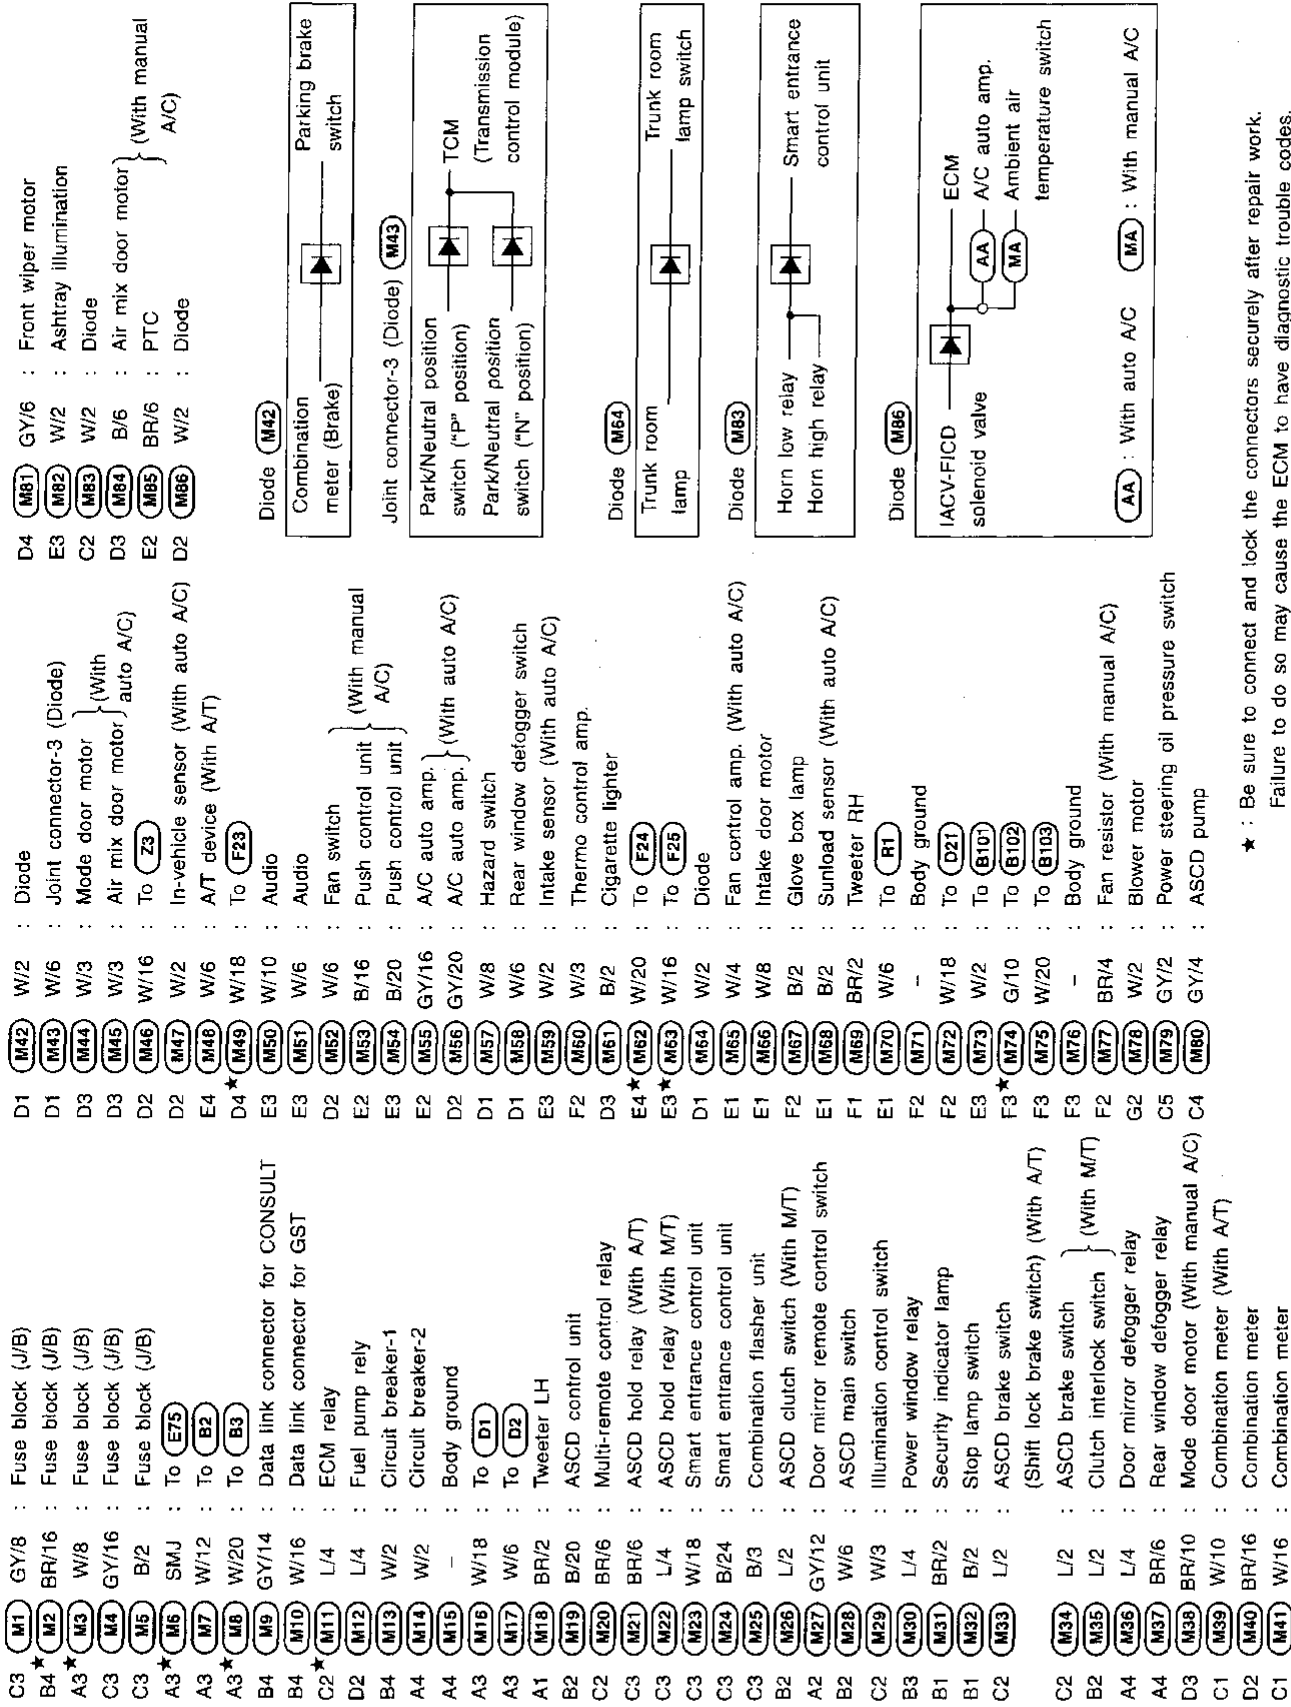 C3 M1 GY/8 : Fuse block (J/B)
B4★ M2 BR/16 : Fuse block (J/B)
A3★ M3 W/8 : Fuse block (J/B)
C3 M4 GY/16 : Fuse block (J/B)
C3 M5 B/2 : Fuse block (J/B)
A3★ M6 SMJ : To E75
A3 M7 W/12 : To B2
A3★ M8 W/20 : To B3
B4 M9 GY/14 : Data link connector for CONSULT
B4 M10 W/16 : Data link connector for GST
C2★ M11 L/4 : ECM relay
D2 M12 L/4 : Fuel pump rely
B4 M13 W/2 : Circuit breaker-1
A4 M14 W/2 : Circuit breaker-2
A4 M15 – : Body ground
A3 M16 W/18 : To D1
A3 M17 W/6 : To D2
A1 M18 BR/2 : Tweeter LH
B2 M19 B/20 : ASCD control unit
C2 M20 BR/6 : Multi-remote control relay
C3 M21 BR/6 : ASCD hold relay (With A/T)
C3 M22 L/4 : ASCD hold relay (With M/T)
C3 M23 W/18 : Smart entrance control unit
C3 M24 B/24 : Smart entrance control unit
C3 M25 B/3 : Combination flasher unit
B2 M26 L/2 : ASCD clutch switch (With M/T)
A2 M27 GY/12 : Door mirror remote control switch
B2 M28 W/6 : ASCD main switch
C2 M29 W/3 : Illumination control switch
B3 M30 L/4 : Power window relay
B1 M31 BR/2 : Security indicator lamp
B1 M32 B/2 : Stop lamp switch
C2 M33 L/2 : ASCD brake switch
(Shift lock brake switch) (With A/T)
C2 M34 L/2 : ASCD brake switch
B2 M35 L/2 : Clutch interlock switch } (With M/T)
A4 M36 L/4 : Door mirror defogger relay
A4 M37 BR/6 : Rear window defogger relay
D3 M38 BR/10 : Mode door motor (With manual A/C)
C1 M39 W/10 : Combination meter (With A/T)
D2 M40 BR/16 : Combination meter
C1 M41 W/16 : Combination meter
D1 M42 W/2 : Diode
D1 M43 W/6 : Joint connector-3 (Diode)
D3 M44 W/3 : Mode door motor } (With
D3 M45 W/3 : Air mix door motor } auto A/C)
D2 M46 W/16 : To Z3
D2 M47 W/2 : In-vehicle sensor (With auto A/C)
E4 M48 W/6 : A/T device (With A/T)
D4★ M49 W/18 : To F23
E3 M50 W/10 : Audio
E3 M51 W/6 : Audio
D2 M52 W/6 : Fan switch
E2 M53 B/16 : Push control unit } (With manual
E3 M54 B/20 : Push control unit } A/C)
E2 M55 GY/16 : A/C auto amp.
D2 M56 GY/20 : A/C auto amp. } (With auto A/C)
D1 M57 W/8 : Hazard switch
D1 M58 W/6 : Rear window defogger switch
E3 M59 W/2 : Intake sensor (With auto A/C)
F2 M60 W/3 : Thermo control amp.
D3 M61 B/2 : Cigarette lighter
E4★ M62 W/20 : To F24
E3★ M63 W/16 : To F25
D1 M64 W/2 : Diode
E1 M65 W/4 : Fan control amp. (With auto A/C)
E1 M66 W/8 : Intake door motor
F2 M67 B/2 : Glove box lamp
E1 M68 B/2 : Sunload sensor (With auto A/C)
F1 M69 BR/2 : Tweeter RH
E1 M70 W/6 : To R1
F2 M71 – : Body ground
F2 M72 W/18 : To D21
E3 M73 W/2 : To B101
F3★ M74 G/10 : To B102
F3 M75 W/20 : To B103
F3 M76 – : Body ground
F2 M77 BR/4 : Fan resistor (With manual A/C)
G2 M78 W/2 : Blower motor
C5 M79 GY/2 : Power steering oil pressure switch
C4 M80 GY/4 : ASCD pump
D4 M81 GY/6 : Front wiper motor
E3 M82 W/2 : Ashtray illumination
C2 M83 W/2 : Diode
D3 M84 B/6 : Air mix door motor } (With manual
E2 M85 BR/6 : PTC A/C)
D2 M86 W/2 : Diode
Diode M42
Combination Parking brake
meter (Brake) switch
Joint connector-3 (Diode) M43
Park/Neutral position TCM
switch ("P" position) (Transmission
Park/Neutral position control module)
switch ("N" position)
Diode M64
Trunk room Trunk room
lamp lamp switch
Diode M83
Horn low relay Smart entrance
Horn high relay control unit
Diode M86
IACV-FICD ECM
solenoid valve AA A/C auto amp.
MA Ambient air
temperature switch
AA : With auto A/C MA : With manual A/C
★ : Be sure to connect and lock the connectors securely after repair work.
Failure to do so may cause the ECM to have diagnostic trouble codes.